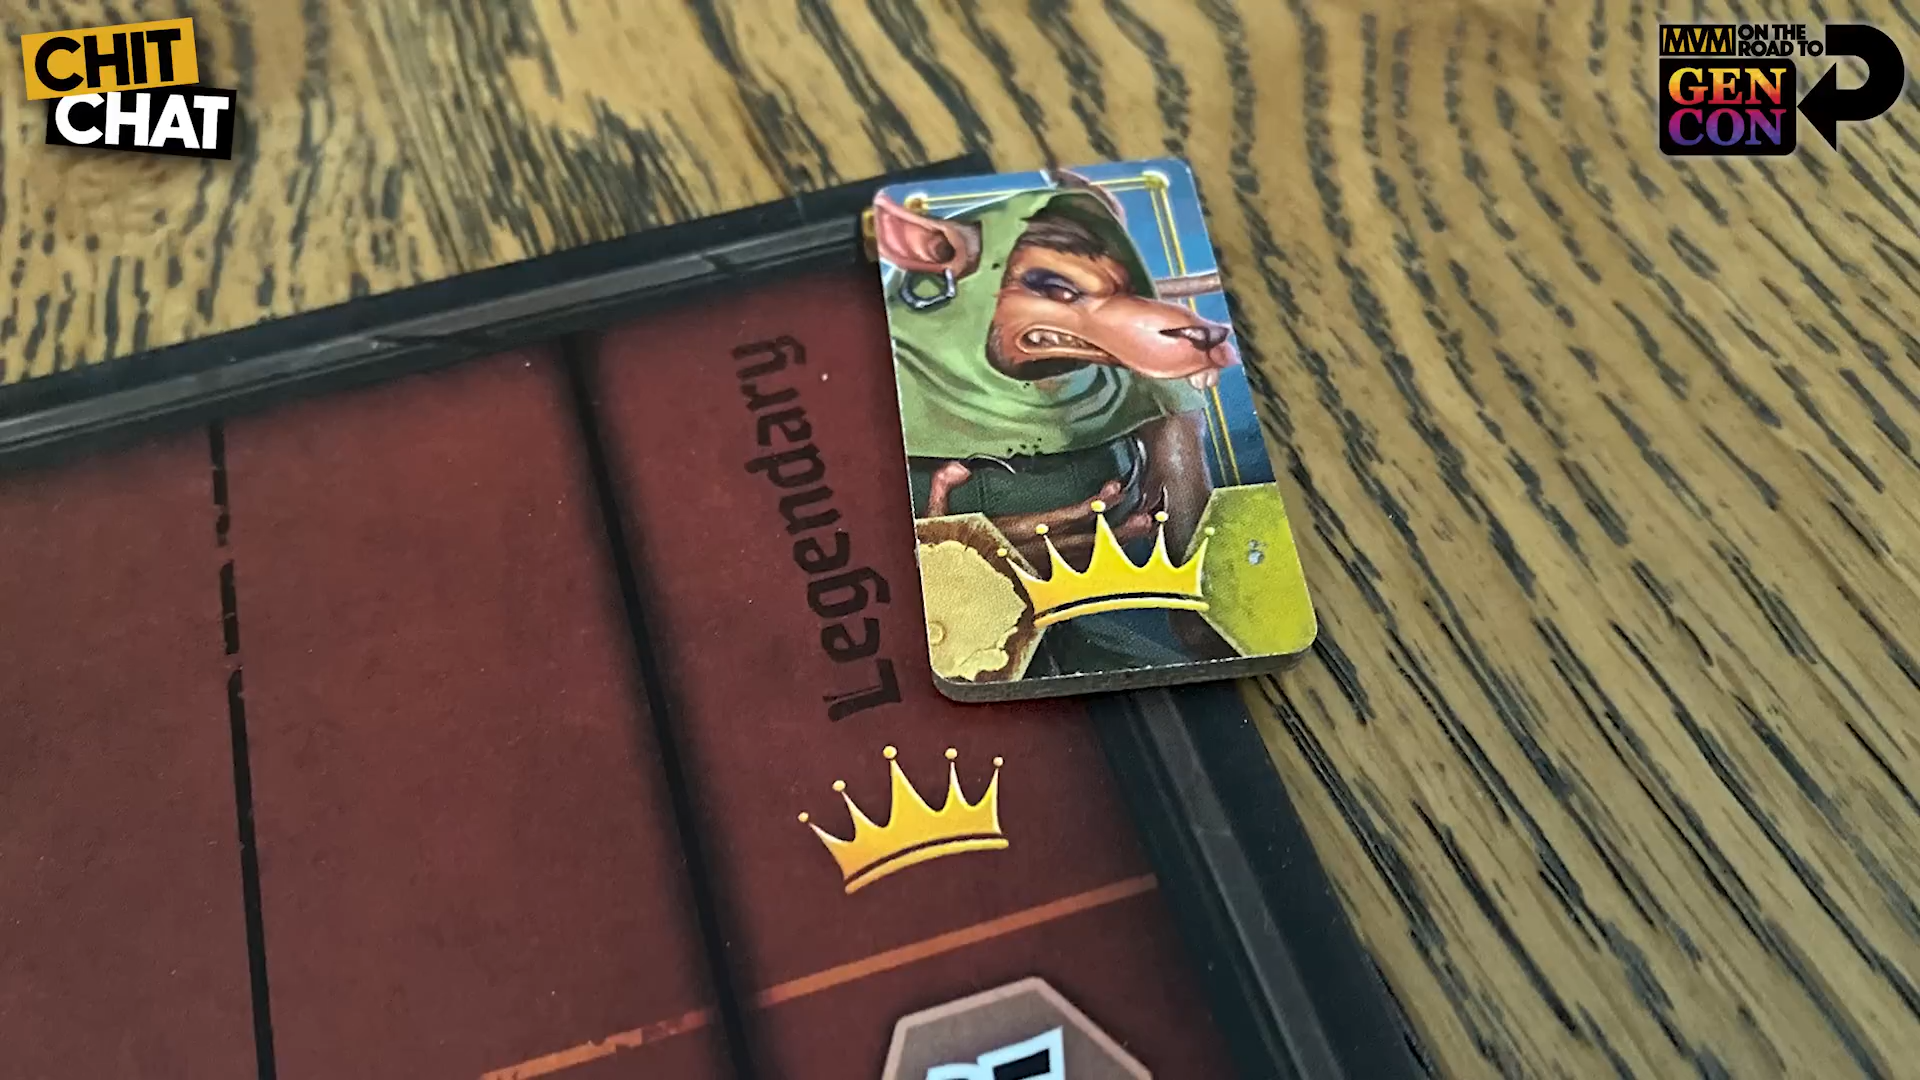 CHIT
CHAT
MVM ON THE
ROAD TO
GEN
CON
Legendary